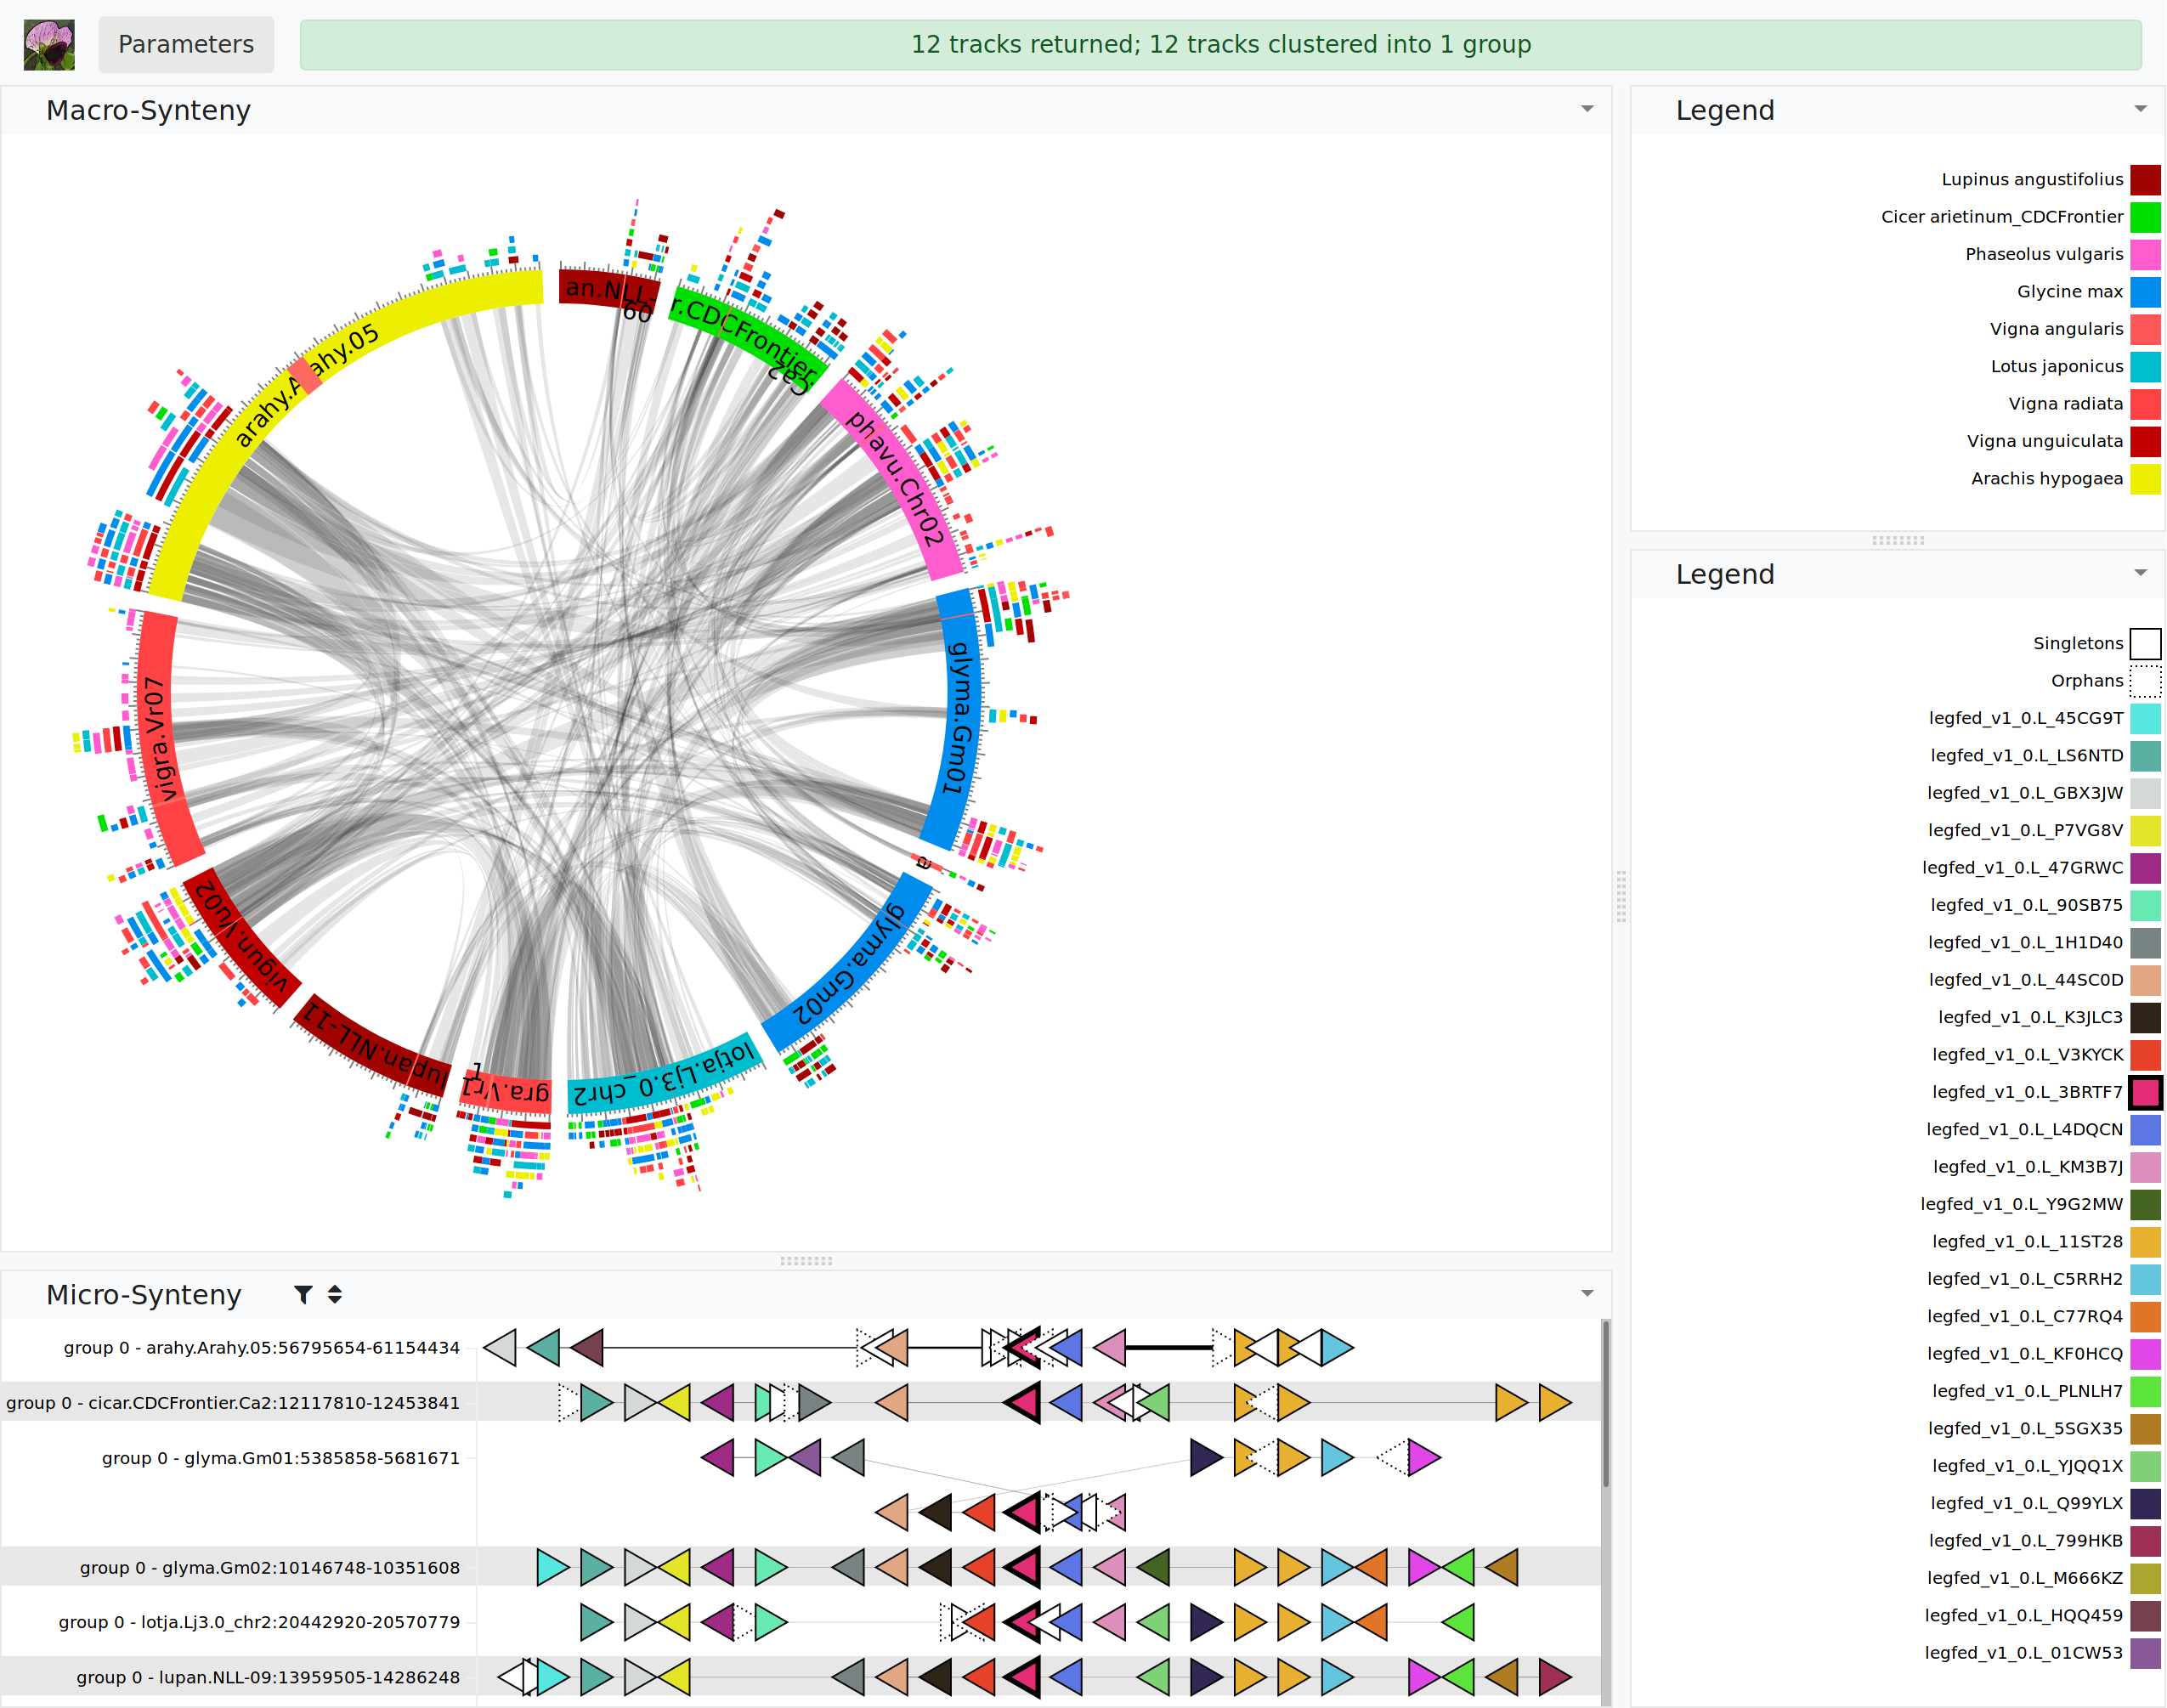 Parameters
12 tracks returned; 12 tracks clustered into 1 group
Macro-Synteny
an.NLL-
09
r.CDCFrontier.
Ca2
phavu.Chr02
glyma.Gm01
a
glyma.Gm02
lotja.Lj3.0_chr2
gra.Vr1
1
lupan.NLL-11
vigun.Vu02
vigra.Vr07
arahy.Arahy.05
Legend
Lupinus angustifolius
Cicer arietinum_CDCFrontier
Phaseolus vulgaris
Glycine max
Vigna angularis
Lotus japonicus
Vigna radiata
Vigna unguiculata
Arachis hypogaea
Legend
Singletons
Orphans
legfed_v1_0.L_45CG9T
legfed_v1_0.L_LS6NTD
legfed_v1_0.L_GBX3JW
legfed_v1_0.L_P7VG8V
legfed_v1_0.L_47GRWC
legfed_v1_0.L_90SB75
legfed_v1_0.L_1H1D40
legfed_v1_0.L_44SC0D
legfed_v1_0.L_K3JLC3
legfed_v1_0.L_V3KYCK
legfed_v1_0.L_3BRTF7
legfed_v1_0.L_L4DQCN
legfed_v1_0.L_KM3B7J
legfed_v1_0.L_Y9G2MW
legfed_v1_0.L_11ST28
legfed_v1_0.L_C5RRH2
legfed_v1_0.L_C77RQ4
legfed_v1_0.L_KF0HCQ
legfed_v1_0.L_PLNLH7
legfed_v1_0.L_5SGX35
legfed_v1_0.L_YJQQ1X
legfed_v1_0.L_Q99YLX
legfed_v1_0.L_799HKB
legfed_v1_0.L_M666KZ
legfed_v1_0.L_HQQ459
legfed_v1_0.L_01CW53
Micro-Synteny
group 0 - arahy.Arahy.05:56795654-61154434
group 0 - cicar.CDCFrontier.Ca2:12117810-12453841
group 0 - glyma.Gm01:5385858-5681671
group 0 - glyma.Gm02:10146748-10351608
group 0 - lotja.Lj3.0_chr2:20442920-20570779
group 0 - lupan.NLL-09:13959505-14286248